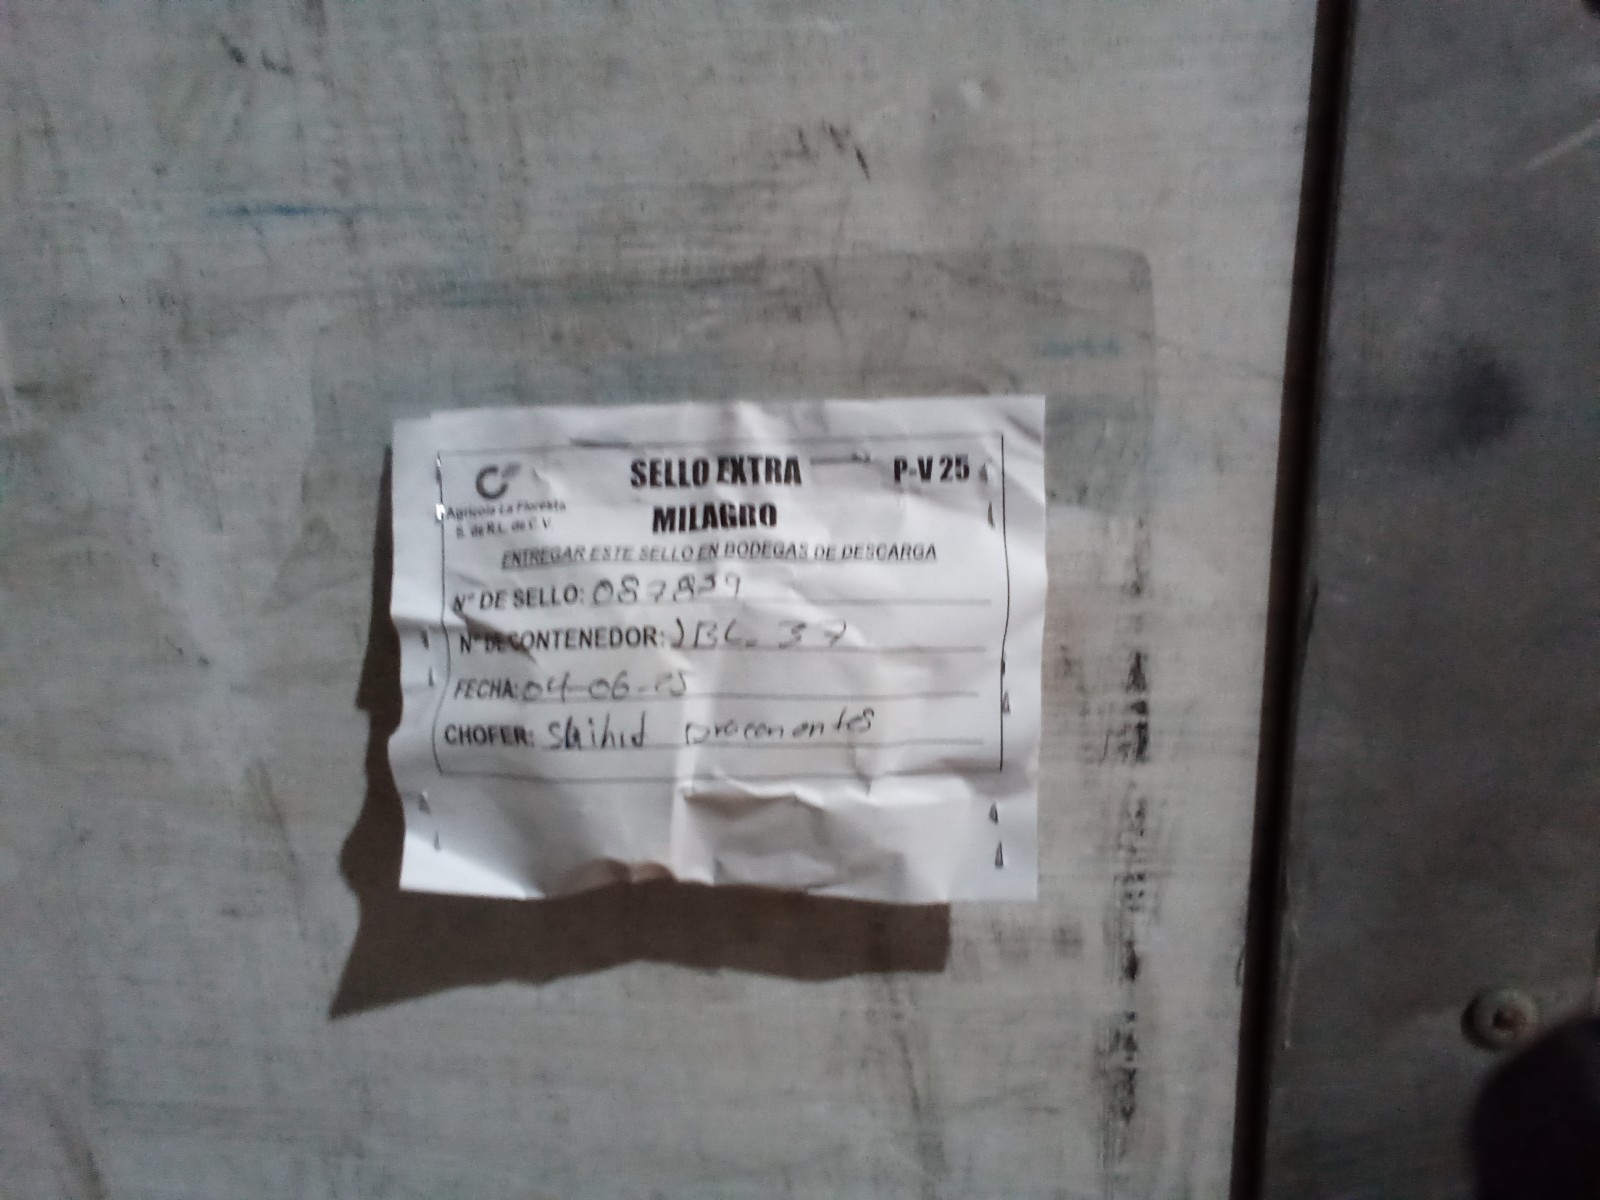 SELLO EXTRA P-V 25
MILAGRO
Agrícola La Floresta
S. de R.L. de C.V.
ENTREGAR ESTE SELLO EN BODEGAS DE DESCARGA
N° DE SELLO: 087839
N° DE CONTENEDOR: JBL-37
FECHA: 04-06-25
CHOFER: